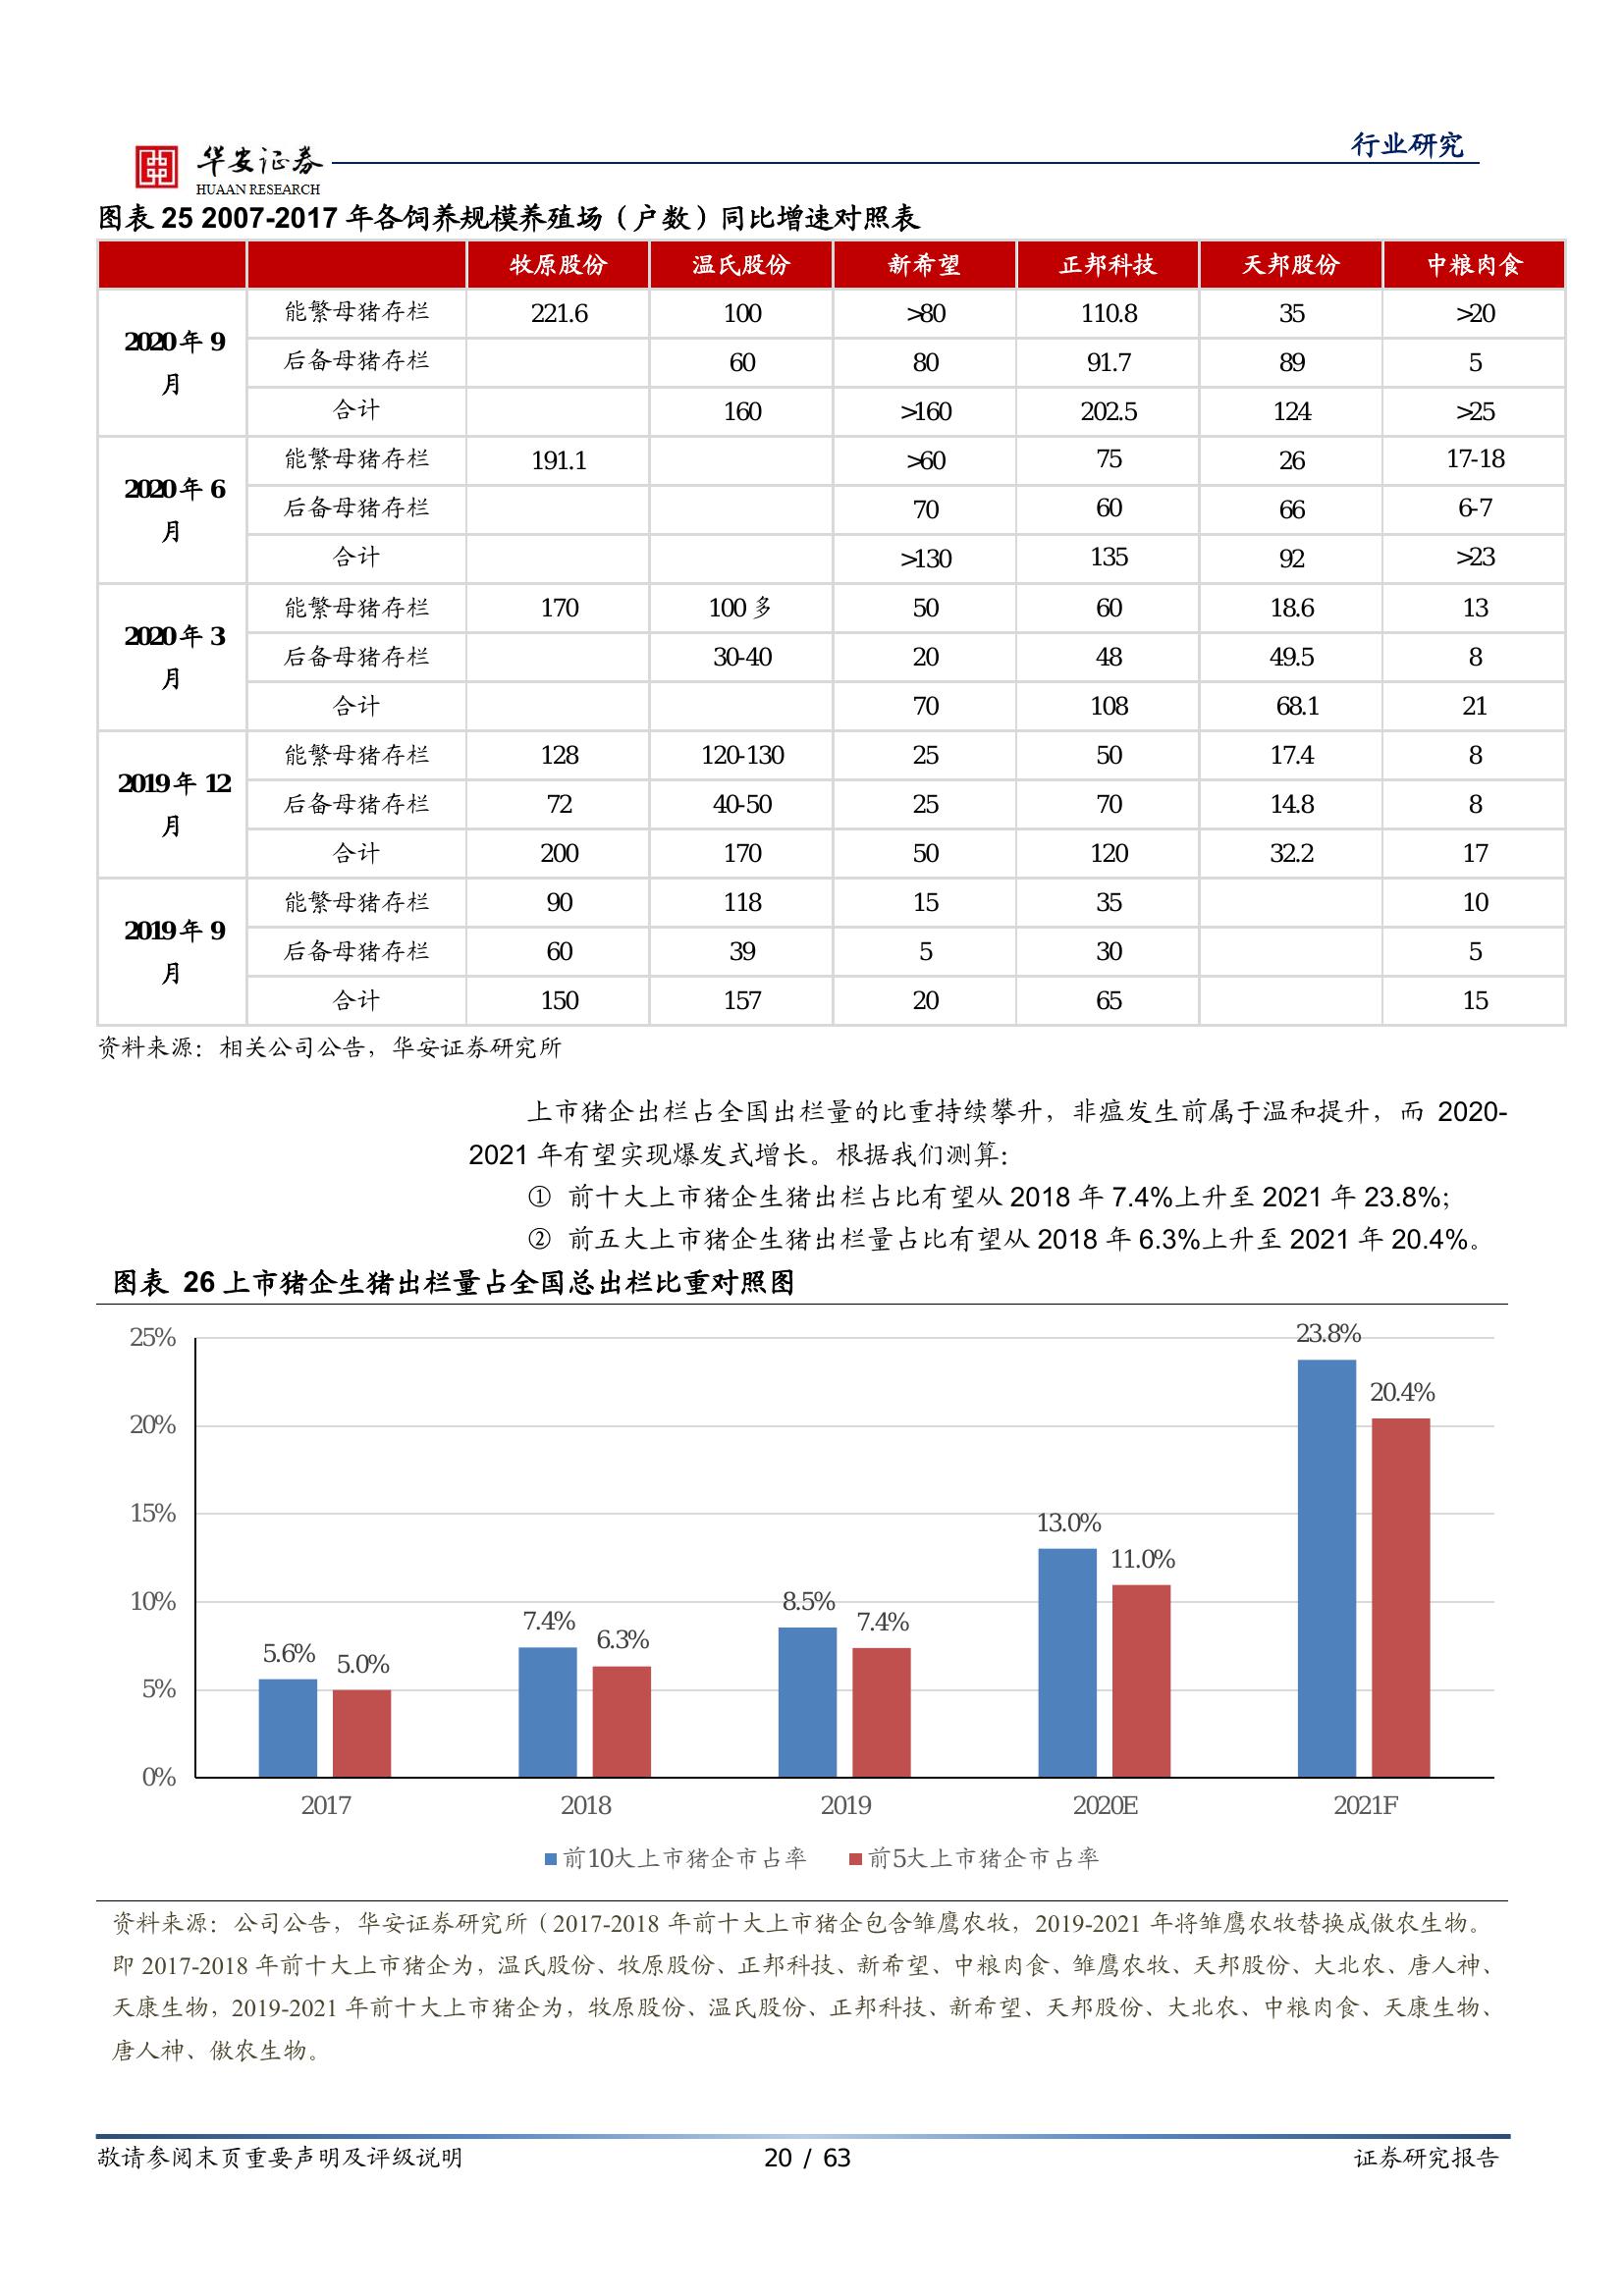 华安证券
HUAAN RESEARCH
行业研究
图表 25 2007-2017 年各饲养规模养殖场（户数）同比增速对照表
牧原股份 温氏股份 新希望 正邦科技 天邦股份 中粮肉食
2020年 9月
能繁母猪存栏 221.6 100 >80 110.8 35 >20
后备母猪存栏 60 80 91.7 89 5
合计 160 >160 202.5 124 >25
2020年 6月
能繁母猪存栏 191.1 >60 75 26 17-18
后备母猪存栏 70 60 66 6-7
合计 >130 135 92 >23
2020年 3月
能繁母猪存栏 170 100 多 50 60 18.6 13
后备母猪存栏 30-40 20 48 49.5 8
合计 70 108 68.1 21
2019年 12月
能繁母猪存栏 128 120-130 25 50 17.4 8
后备母猪存栏 72 40-50 25 70 14.8 8
合计 200 170 50 120 32.2 17
2019年 9月
能繁母猪存栏 90 118 15 35 10
后备母猪存栏 60 39 5 30 5
合计 150 157 20 65 15
资料来源：相关公司公告，华安证券研究所
上市猪企出栏占全国出栏量的比重持续攀升，非瘟发生前属于温和提升，而 2020-
2021 年有望实现爆发式增长。根据我们测算：
① 前十大上市猪企生猪出栏占比有望从 2018 年 7.4%上升至 2021 年 23.8%；
② 前五大上市猪企生猪出栏量占比有望从 2018 年 6.3%上升至 2021 年 20.4%。
图表 26 上市猪企生猪出栏量占全国总出栏比重对照图
25%
20%
15%
10%
5%
0%
5.6% 5.0%
7.4% 6.3%
8.5% 7.4%
13.0% 11.0%
23.8% 20.4%
2017 2018 2019 2020E 2021F
前10大上市猪企市占率 前5大上市猪企市占率
资料来源：公司公告，华安证券研究所（2017-2018 年前十大上市猪企包含雏鹰农牧，2019-2021 年将雏鹰农牧替换成傲农生物。
即 2017-2018 年前十大上市猪企为，温氏股份、牧原股份、正邦科技、新希望、中粮肉食、雏鹰农牧、天邦股份、大北农、唐人神、
天康生物，2019-2021 年前十大上市猪企为，牧原股份、温氏股份、正邦科技、新希望、天邦股份、大北农、中粮肉食、天康生物、
唐人神、傲农生物。
敬请参阅末页重要声明及评级说明 20 / 63 证券研究报告